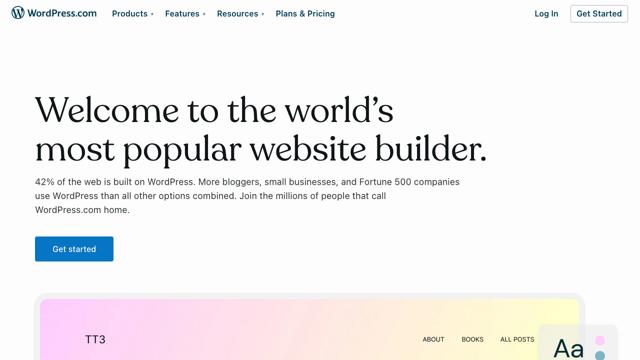 WordPress.com Products Features Resources Plans & Pricing Log In Get Started
Welcome to the world's
most popular website builder.
42% of the web is built on WordPress. More bloggers, small businesses, and Fortune 500 companies
use WordPress than all other options combined. Join the millions of people that call
WordPress.com home.
Get started
TT3 ABOUT BOOKS ALL POSTS
Aa